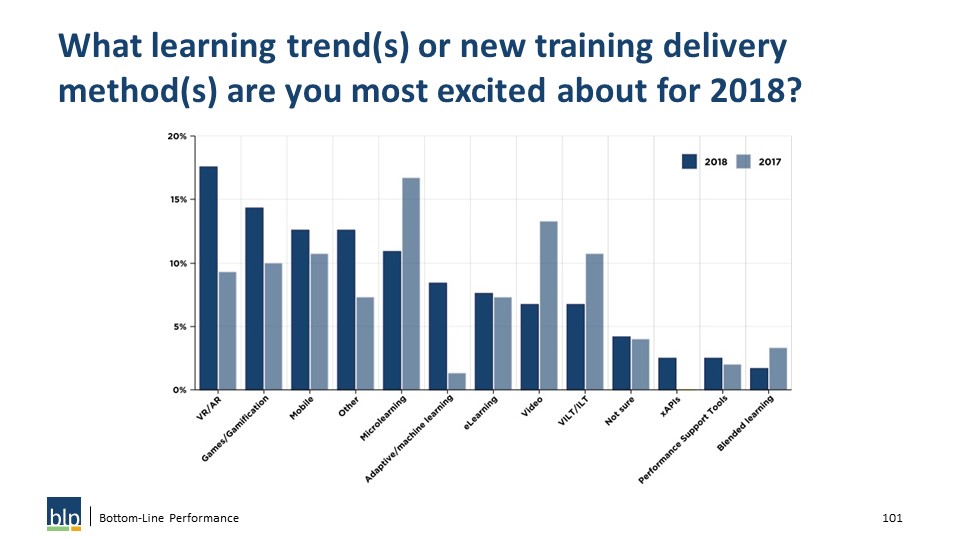 What learning trend(s) or new training delivery
method(s) are you most excited about for 2018?
20%
15%
10%
5%
0%
2018
2017
VR/AR
Games/Gamification
Mobile
Other
Microlearning
Adaptive/machine learning
eLearning
Video
VILT/ILT
Not sure
xAPIs
Performance Support Tools
Blended learning
blp
Bottom-Line Performance
101